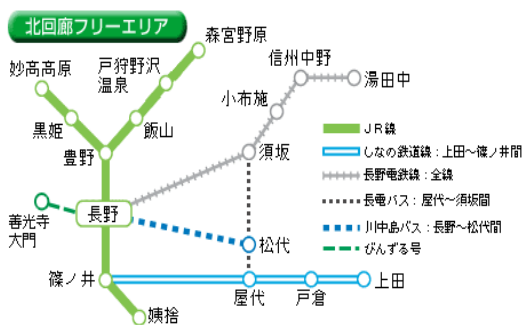 北回廊フリーエリア
森宮野原
妙高高原
戸狩野沢
温泉
信州中野
湯田中
小布施
黒姫
飯山
豊野
須坂
JR線
しなの鉄道線：上田～篠ノ井間
長野電鉄線：全線
長電バス：屋代～須坂間
川中島バス：長野～松代間
びんずる号
長野
善光寺
大門
松代
篠ノ井
屋代
戸倉
上田
姨捨